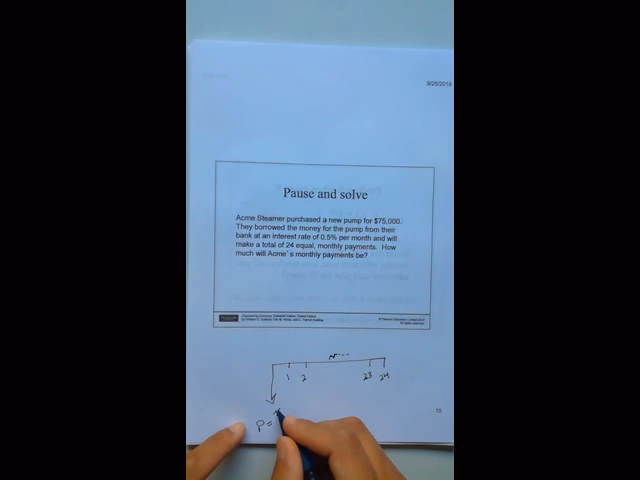 9/26/2019
Pause and solve
Acme Steamer purchased a new pump for $75,000.
They borrowed the money for the pump from their
bank at an interest rate of 0.5% per month and will
make a total of 24 equal, monthly payments. How
much will Acme's monthly payments be?
1 2 23 24
P =
15